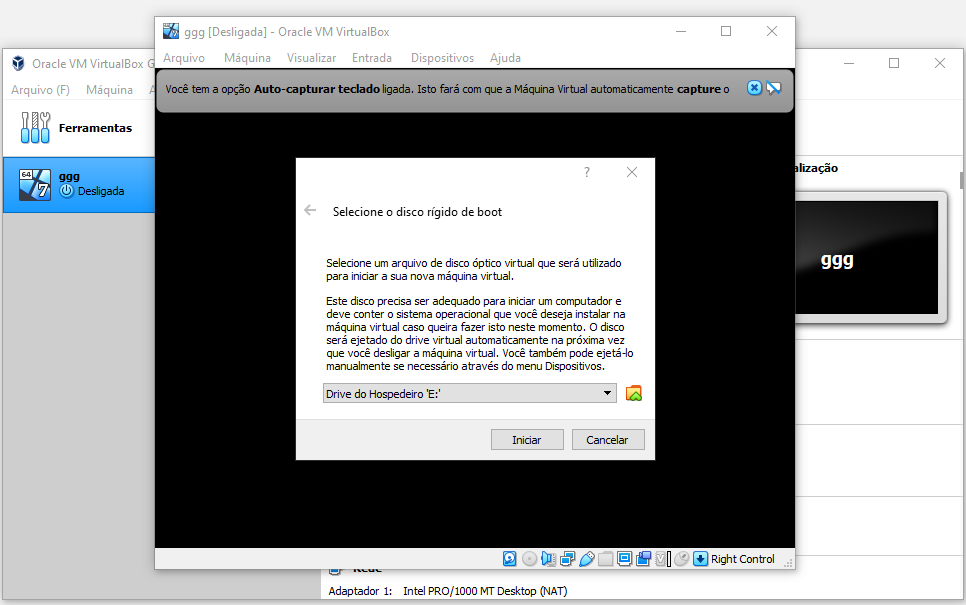 ggg [Desligada] - Oracle VM VirtualBox
Arquivo Máquina Visualizar Entrada Dispositivos Ajuda
Você tem a opção Auto-capturar teclado ligada. Isto fará com que a Máquina Virtual automaticamente capture o
Oracle VM VirtualBox G
Arquivo (F) Máquina A
Ferramentas
64
7
ggg
Desligada
alização
ggg
?
Selecione o disco rígido de boot
Selecione um arquivo de disco óptico virtual que será utilizado
para iniciar a sua nova máquina virtual.
Este disco precisa ser adequado para iniciar um computador e
deve conter o sistema operacional que você deseja instalar na
máquina virtual caso queira fazer isto neste momento. O disco
será ejetado do drive virtual automaticamente na próxima vez
que você desligar a máquina virtual. Você também pode ejetá-lo
manualmente se necessário através do menu Dispositivos.
Drive do Hospedeiro 'E:'
Iniciar Cancelar
Right Control
Rede
Adaptador 1: Intel PRO/1000 MT Desktop (NAT)